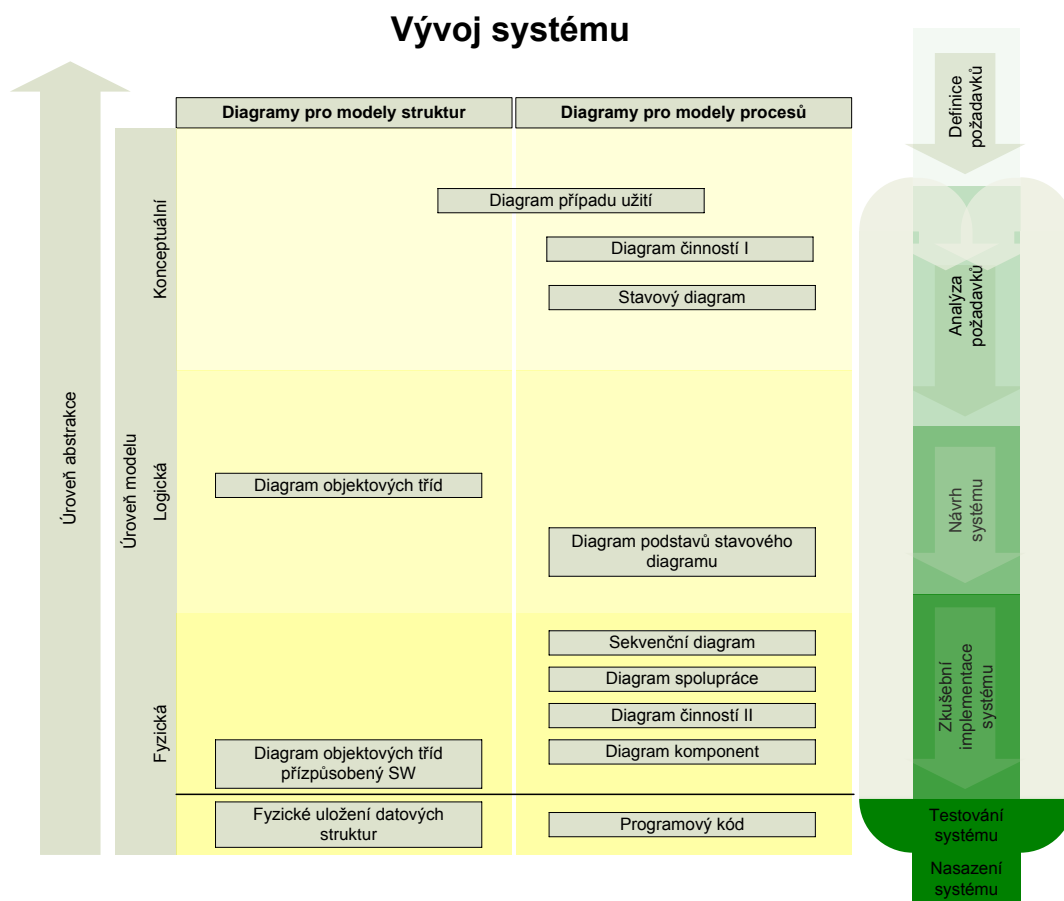 Vývoj systému
Diagramy pro modely struktur
Diagramy pro modely procesů
Definice
požadavků
Diagram případu užití
Konceptuální
Diagram činností I
Stavový diagram
Analýza
požadavků
Úroveň abstrakce
Úroveň modelu
Logická
Diagram objektových tříd
Návrh
systému
Diagram podstavů stavového
diagramu
Sekvenční diagram
Diagram spolupráce
Diagram činností II
Zkušební
implementace
systému
Fyzická
Diagram objektových tříd
přízpůsobený SW
Diagram komponent
Fyzické uložení datových
struktur
Programový kód
Testování
systému
Nasazení
systému